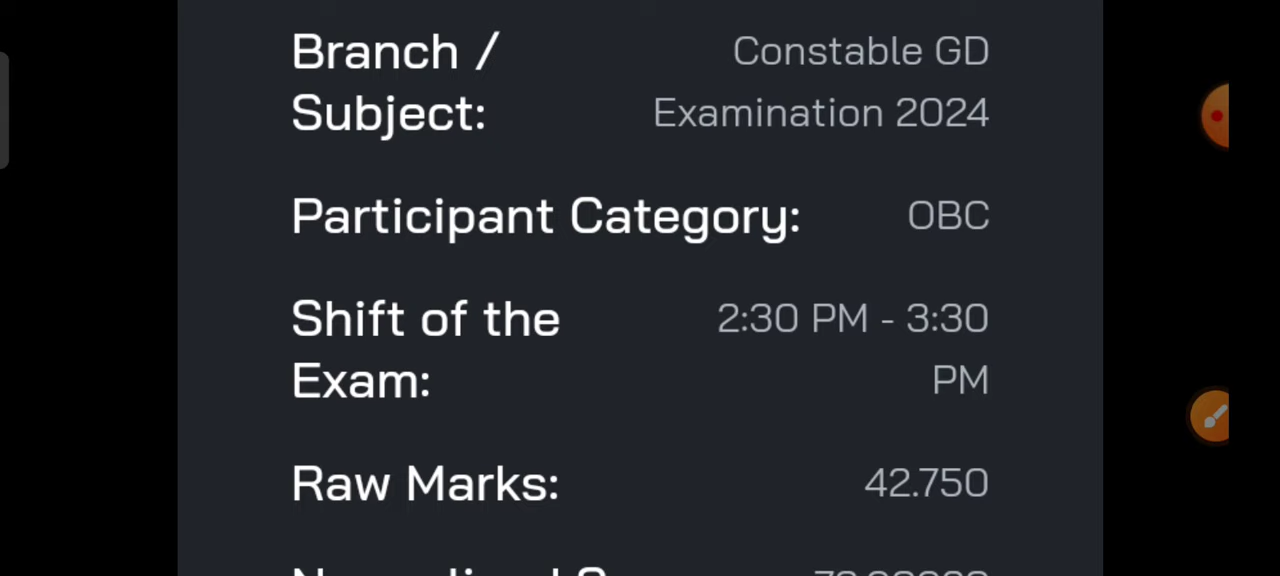 Branch / Constable GD
Subject: Examination 2024
Participant Category: OBC
Shift of the 2:30 PM - 3:30
Exam: PM
Raw Marks: 42.750